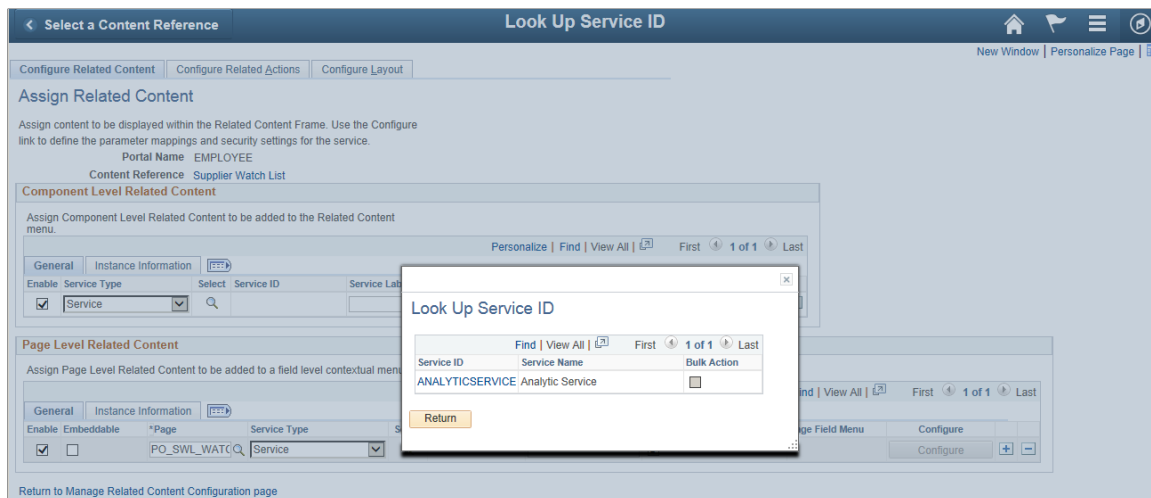 Select a Content Reference
Look Up Service ID
New Window | Personalize Page |
Configure Related Content
Configure Related Actions
Configure Layout
Assign Related Content
Assign content to be displayed within the Related Content Frame. Use the Configure
link to define the parameter mappings and security settings for the service.
Portal Name EMPLOYEE
Content Reference Supplier Watch List
Component Level Related Content
Assign Component Level Related Content to be added to the Related Content
menu.
Personalize | Find | View All | First 1 of 1 Last
General Instance Information
Enable Service Type Select Service ID Service Lab
Service
Look Up Service ID
Find | View All | First 1 of 1 Last
Service ID Service Name Bulk Action
ANALYTICSERVICE Analytic Service
Return
Page Level Related Content
Assign Page Level Related Content to be added to a field level contextual menu
ind | View All | First 1 of 1 Last
General Instance Information
Enable Embeddable *Page Service Type S ge Field Menu Configure
PO_SWL_WATC Service Configure + -
Return to Manage Related Content Configuration page